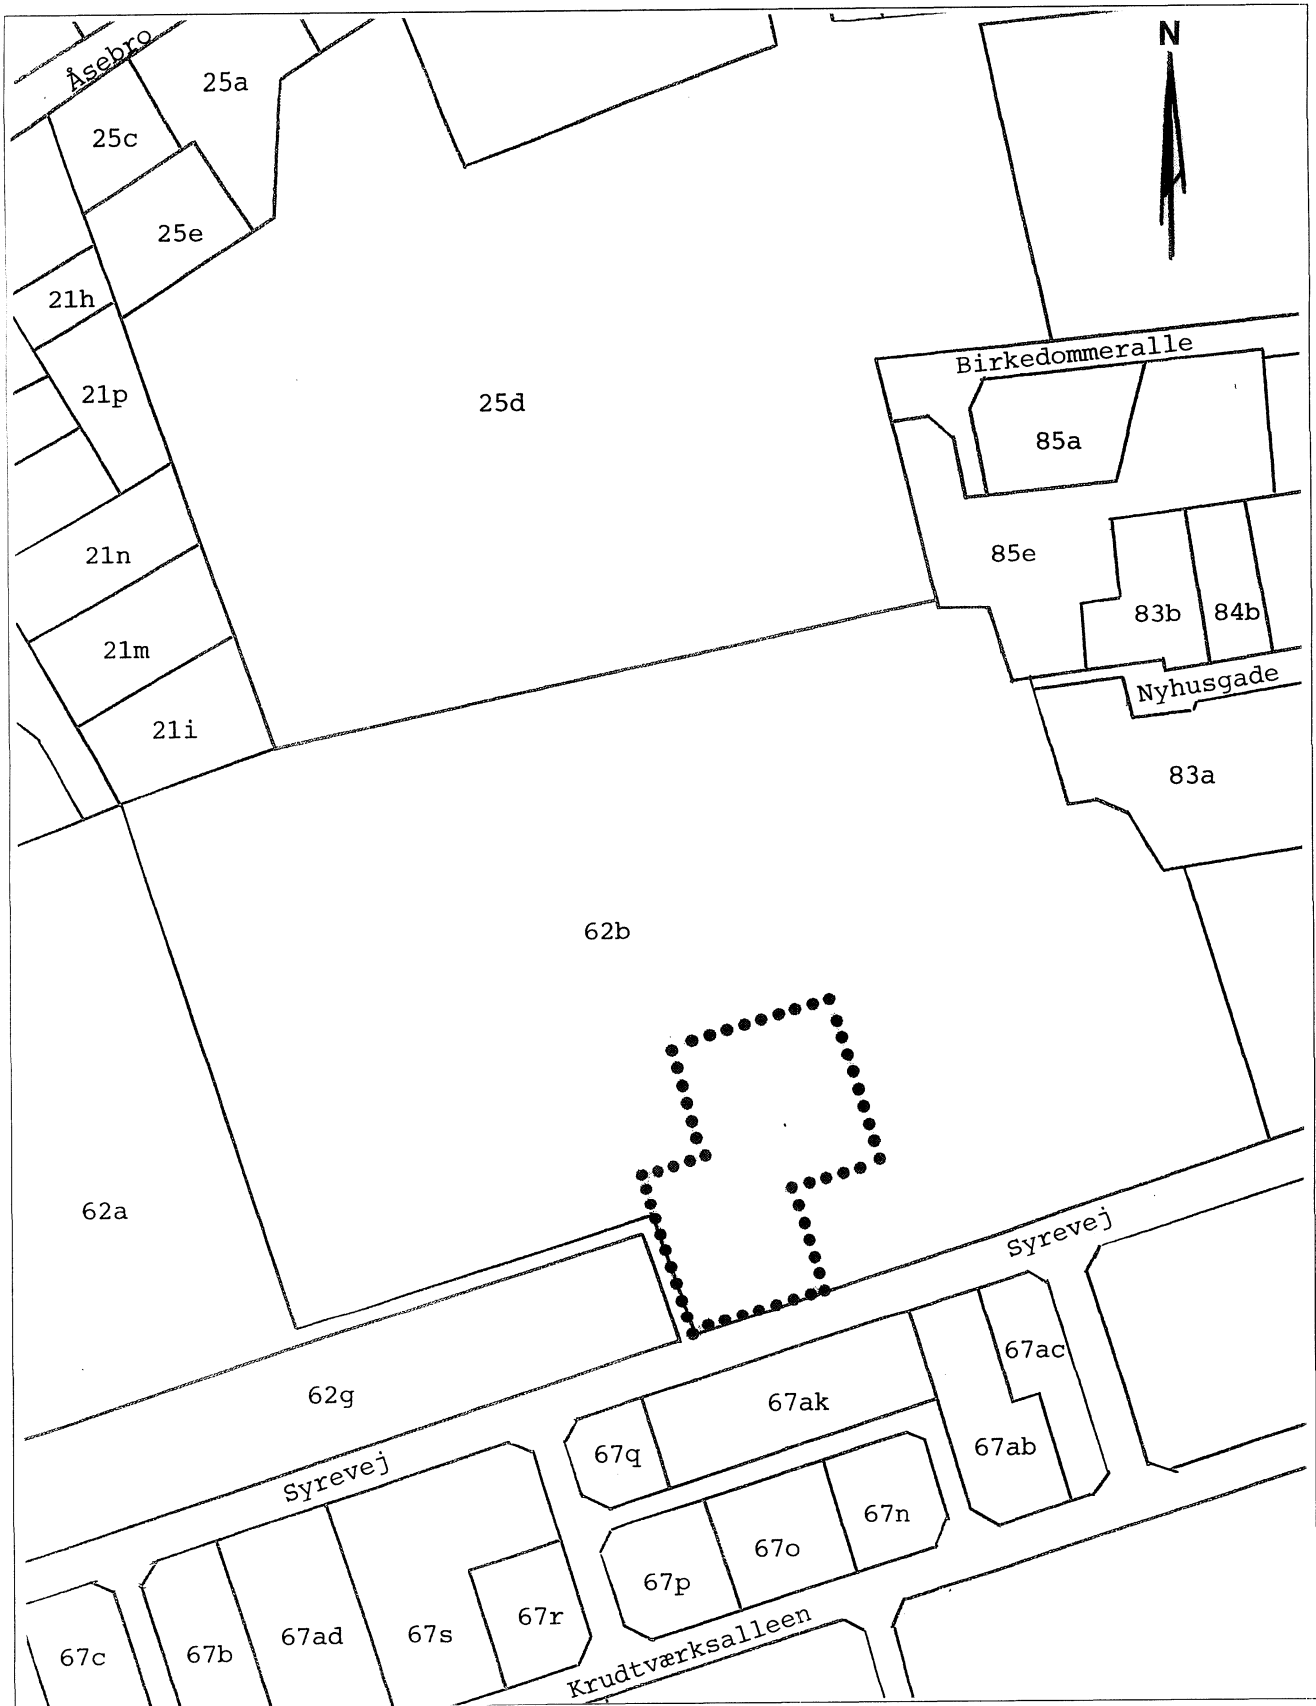 N
Åsebro
25a
25c
25e
21h
Birkedommeralle
21p
25d
85a
21n
85e
83b
84b
21m
Nyhusgade
21i
83a
62b
62a
Syrevej
67ac
62g
67ak
67ab
67q
Syrevej
67n
67o
67p
67r
67ad
67s
67b
67c
Krudtværksalleen